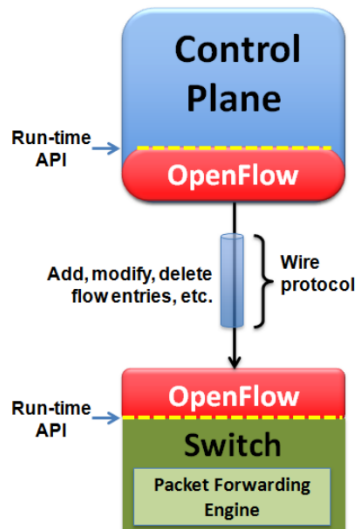 Control
Plane
Run-time
API
OpenFlow
Add, modify, delete
flow entries, etc.
Wire
protocol
OpenFlow
Run-time
API
Switch
Packet Forwarding
Engine